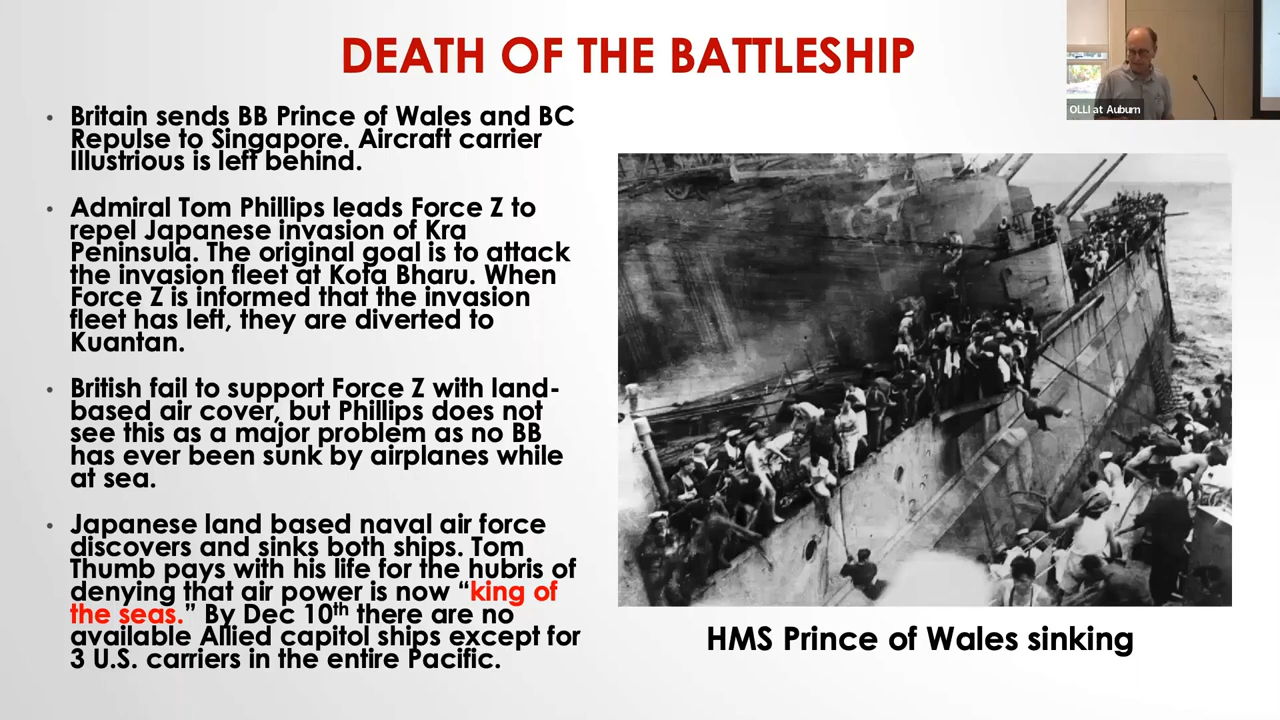 DEATH OF THE BATTLESHIP
OLLI at Auburn
• Britain sends BB Prince of Wales and BC
Repulse to Singapore. Aircraft carrier
Illustrious is left behind.
• Admiral Tom Phillips leads Force Z to
repel Japanese invasion of Kra
Peninsula. The original goal is to attack
the invasion fleet at Kota Bharu. When
Force Z is informed that the invasion
fleet has left, they are diverted to
Kuantan.
• British fail to support Force Z with land-
based air cover, but Phillips does not
see this as a major problem as no BB
has ever been sunk by airplanes while
at sea.
• Japanese land based naval air force
discovers and sinks both ships. Tom
Thumb pays with his life for the hubris of
denying that air power is now “king of
the seas.” By Dec 10th there are no
available Allied capitol ships except for
3 U.S. carriers in the entire Pacific.
HMS Prince of Wales sinking